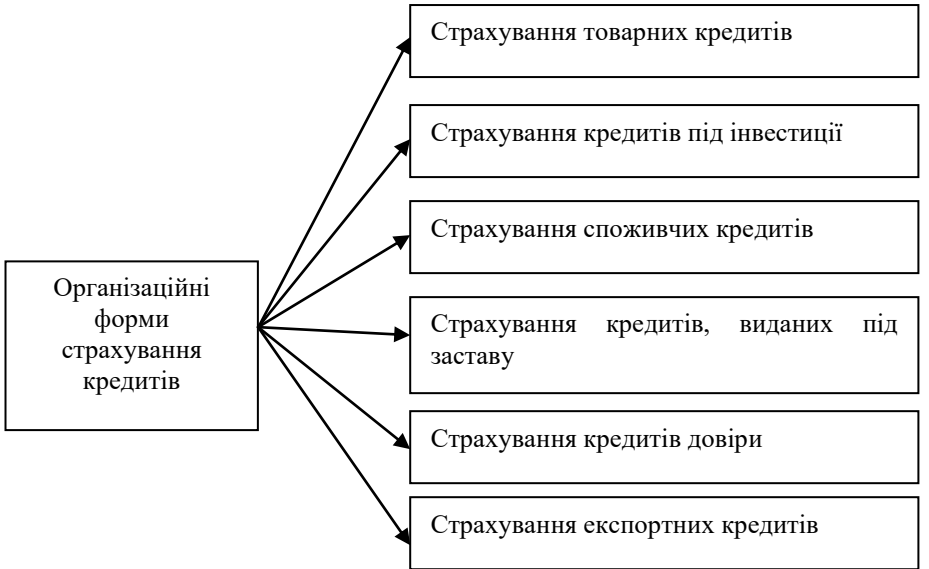 Страхування товарних кредитів
Страхування кредитів під інвестиції
Страхування споживчих кредитів
Організаційні
форми
страхування
кредитів
Страхування кредитів, виданих під
заставу
Страхування кредитів довіри
Страхування експортних кредитів